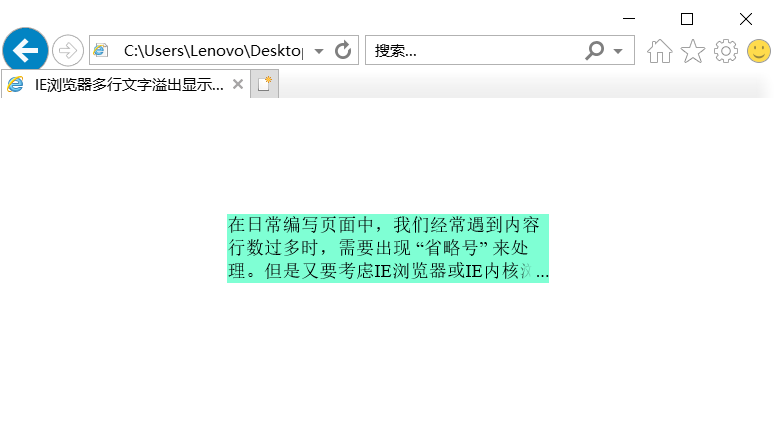 C:\Users\Lenovo\Deskto
搜索...
IE浏览器多行文字溢出显示...
在日常编写页面中，我们经常遇到内容
行数过多时，需要出现 “省略号” 来处
理。但是又要考虑IE浏览器或IE内核...